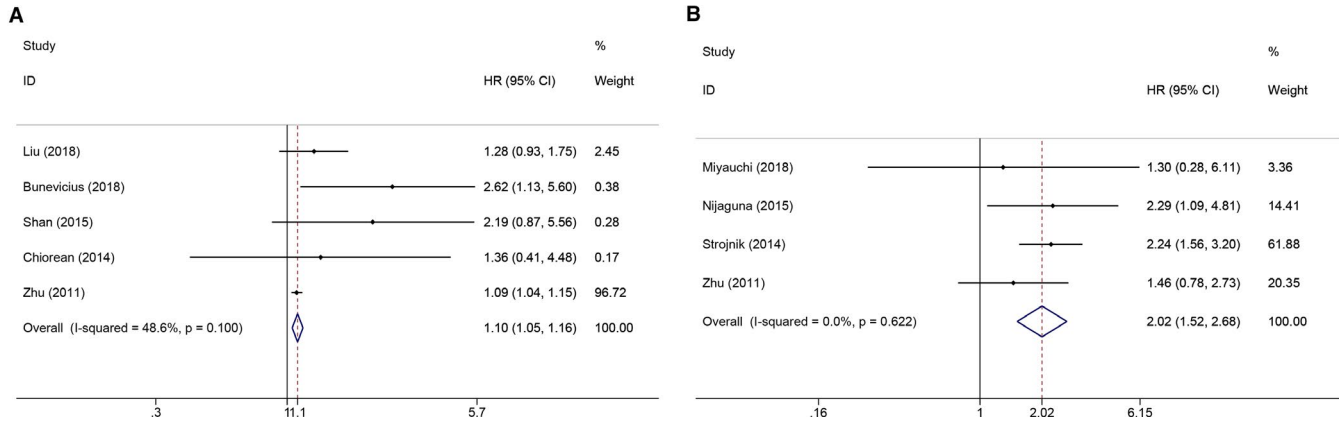 A
Study %
ID HR (95% CI) Weight
Liu (2018) 1.28 (0.93, 1.75) 2.45
Bunevicius (2018) 2.62 (1.13, 5.60) 0.38
Shan (2015) 2.19 (0.87, 5.56) 0.28
Chiorean (2014) 1.36 (0.41, 4.48) 0.17
Zhu (2011) 1.09 (1.04, 1.15) 96.72
Overall (I-squared = 48.6%, p = 0.100) 1.10 (1.05, 1.16) 100.00
.3 1 1.1 5.7
B
Study %
ID HR (95% CI) Weight
Miyauchi (2018) 1.30 (0.28, 6.11) 3.36
Nijaguna (2015) 2.29 (1.09, 4.81) 14.41
Strojnik (2014) 2.24 (1.56, 3.20) 61.88
Zhu (2011) 1.46 (0.78, 2.73) 20.35
Overall (I-squared = 0.0%, p = 0.622) 2.02 (1.52, 2.68) 100.00
.16 1 2.02 6.15